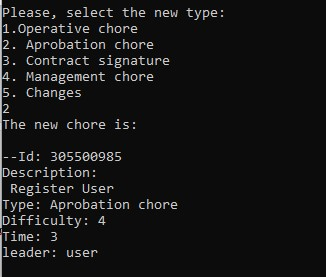 Please, select the new type:
1.Operative chore
2. Aprobation chore
3. Contract signature
4. Management chore
5. Changes
2
The new chore is:
--Id: 305500985
Description:
Register User
Type: Aprobation chore
Difficulty: 4
Time: 3
leader: user